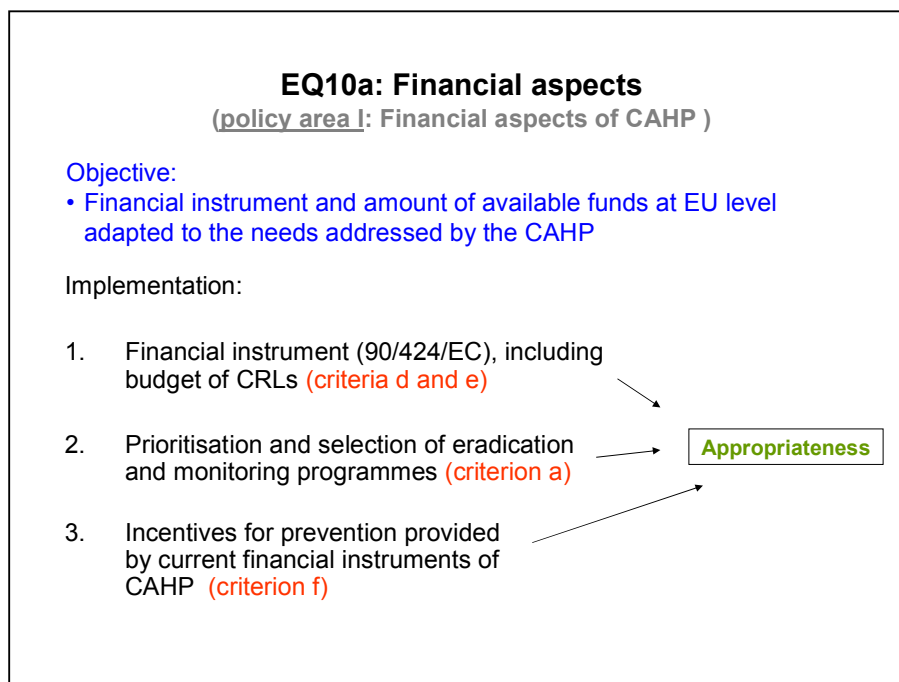 EQ10a: Financial aspects
(policy area I: Financial aspects of CAHP )
Objective:
• Financial instrument and amount of available funds at EU level
adapted to the needs addressed by the CAHP
Implementation:
1. Financial instrument (90/424/EC), including
budget of CRLs (criteria d and e)
2. Prioritisation and selection of eradication
and monitoring programmes (criterion a)
Appropriateness
3. Incentives for prevention provided
by current financial instruments of
CAHP (criterion f)